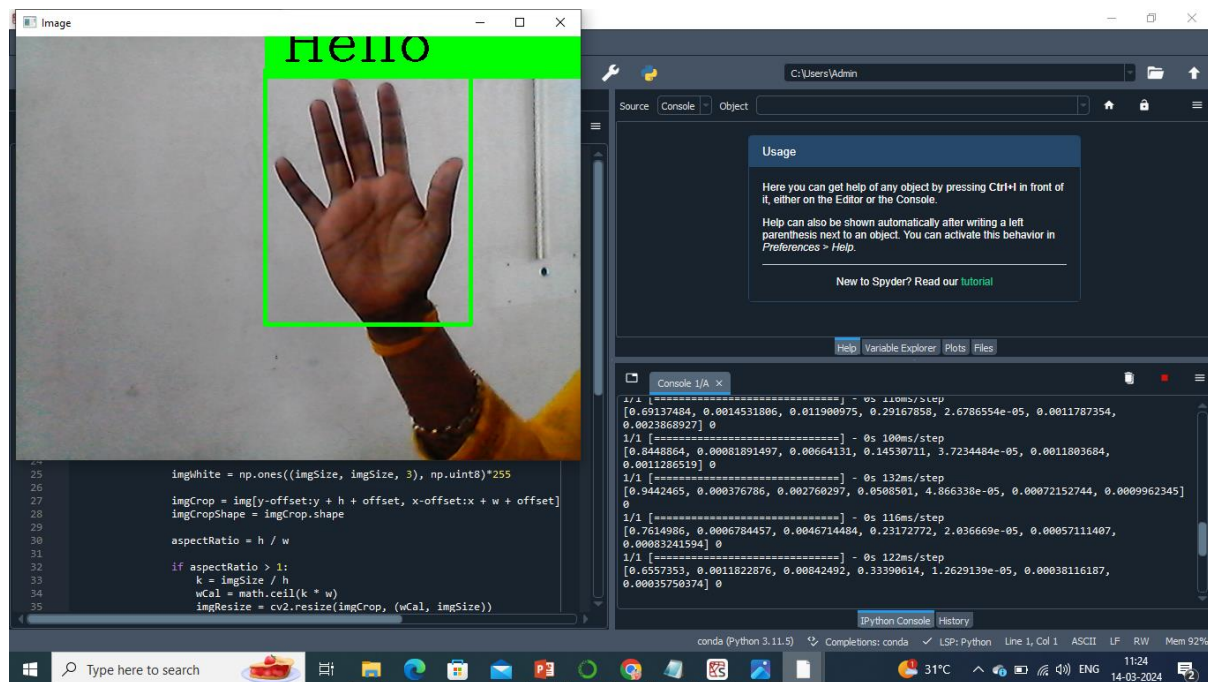 Image
Hello
C:\Users\Admin
Source Console Object
Usage
Here you can get help of any object by pressing Ctrl+I in front of
it, either on the Editor or the Console.
Help can also be shown automatically after writing a left
parenthesis next to an object. You can activate this behavior in
Preferences > Help.
New to Spyder? Read our tutorial
Help Variable Explorer Plots Files
Console 1/A
1/1 [==============================] - 0s 116ms/step
[0.69137484, 0.0014531806, 0.011900975, 0.29167858, 2.6786554e-05, 0.0011787354,
0.0023868927] 0
1/1 [==============================] - 0s 100ms/step
[0.8448864, 0.00081891497, 0.00664131, 0.14530711, 3.7234484e-05, 0.0011803684,
0.0011286519] 0
1/1 [==============================] - 0s 132ms/step
[0.9442465, 0.000376786, 0.002760297, 0.0508501, 4.866338e-05, 0.00072152744, 0.0009962345]
0
1/1 [==============================] - 0s 116ms/step
[0.7614986, 0.0006784457, 0.0046714484, 0.23172772, 2.036669e-05, 0.00057111407,
0.00083241594] 0
1/1 [==============================] - 0s 122ms/step
[0.6557353, 0.0011822876, 0.00842492, 0.33390614, 1.2629139e-05, 0.00038116187,
0.00035750374] 0
IPython Console History
24
25 imgWhite = np.ones((imgSize, imgSize, 3), np.uint8)*255
26
27 imgCrop = img[y-offset:y + h + offset, x-offset:x + w + offset]
28 imgCropShape = imgCrop.shape
29
30 aspectRatio = h / w
31
32 if aspectRatio > 1:
33 k = imgSize / h
34 wCal = math.ceil(k * w)
35 imgResize = cv2.resize(imgCrop, (wCal, imgSize))
conda (Python 3.11.5) Completions: conda LSP: Python Line 1, Col 1 ASCII LF RW Mem 92%
Type here to search
31°C ENG
11:24
14-03-2024
2